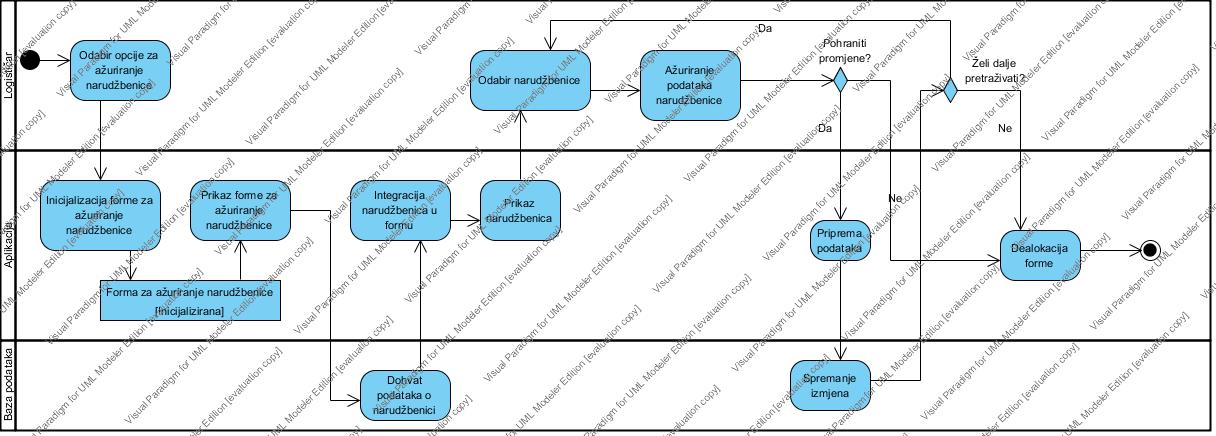 Logističar
Odabir opcije za
ažuriranje
narudžbenice
Odabir narudžbenice
Ažuriranje
podataka
narudžbenice
Pohraniti
promjene?
Da
Želi dalje
pretraživati?
Da
Ne
Aplikacija
Inicijalizacija forme za
ažuriranje
narudžbenice
Prikaz forme za
ažuriranje
narudžbenice
Integracija
narudžbenica u
formu
Prikaz
narudžbenica
Ne
Priprema
podataka
Dealokacija
forme
Forma za ažuriranje narudžbenice
[Inicijalizirana]
Baza podataka
Dohvat
podataka o
narudžbenici
Spremanje
izmjena
Visual Paradigm for UML Modeler Edition [evaluation copy]